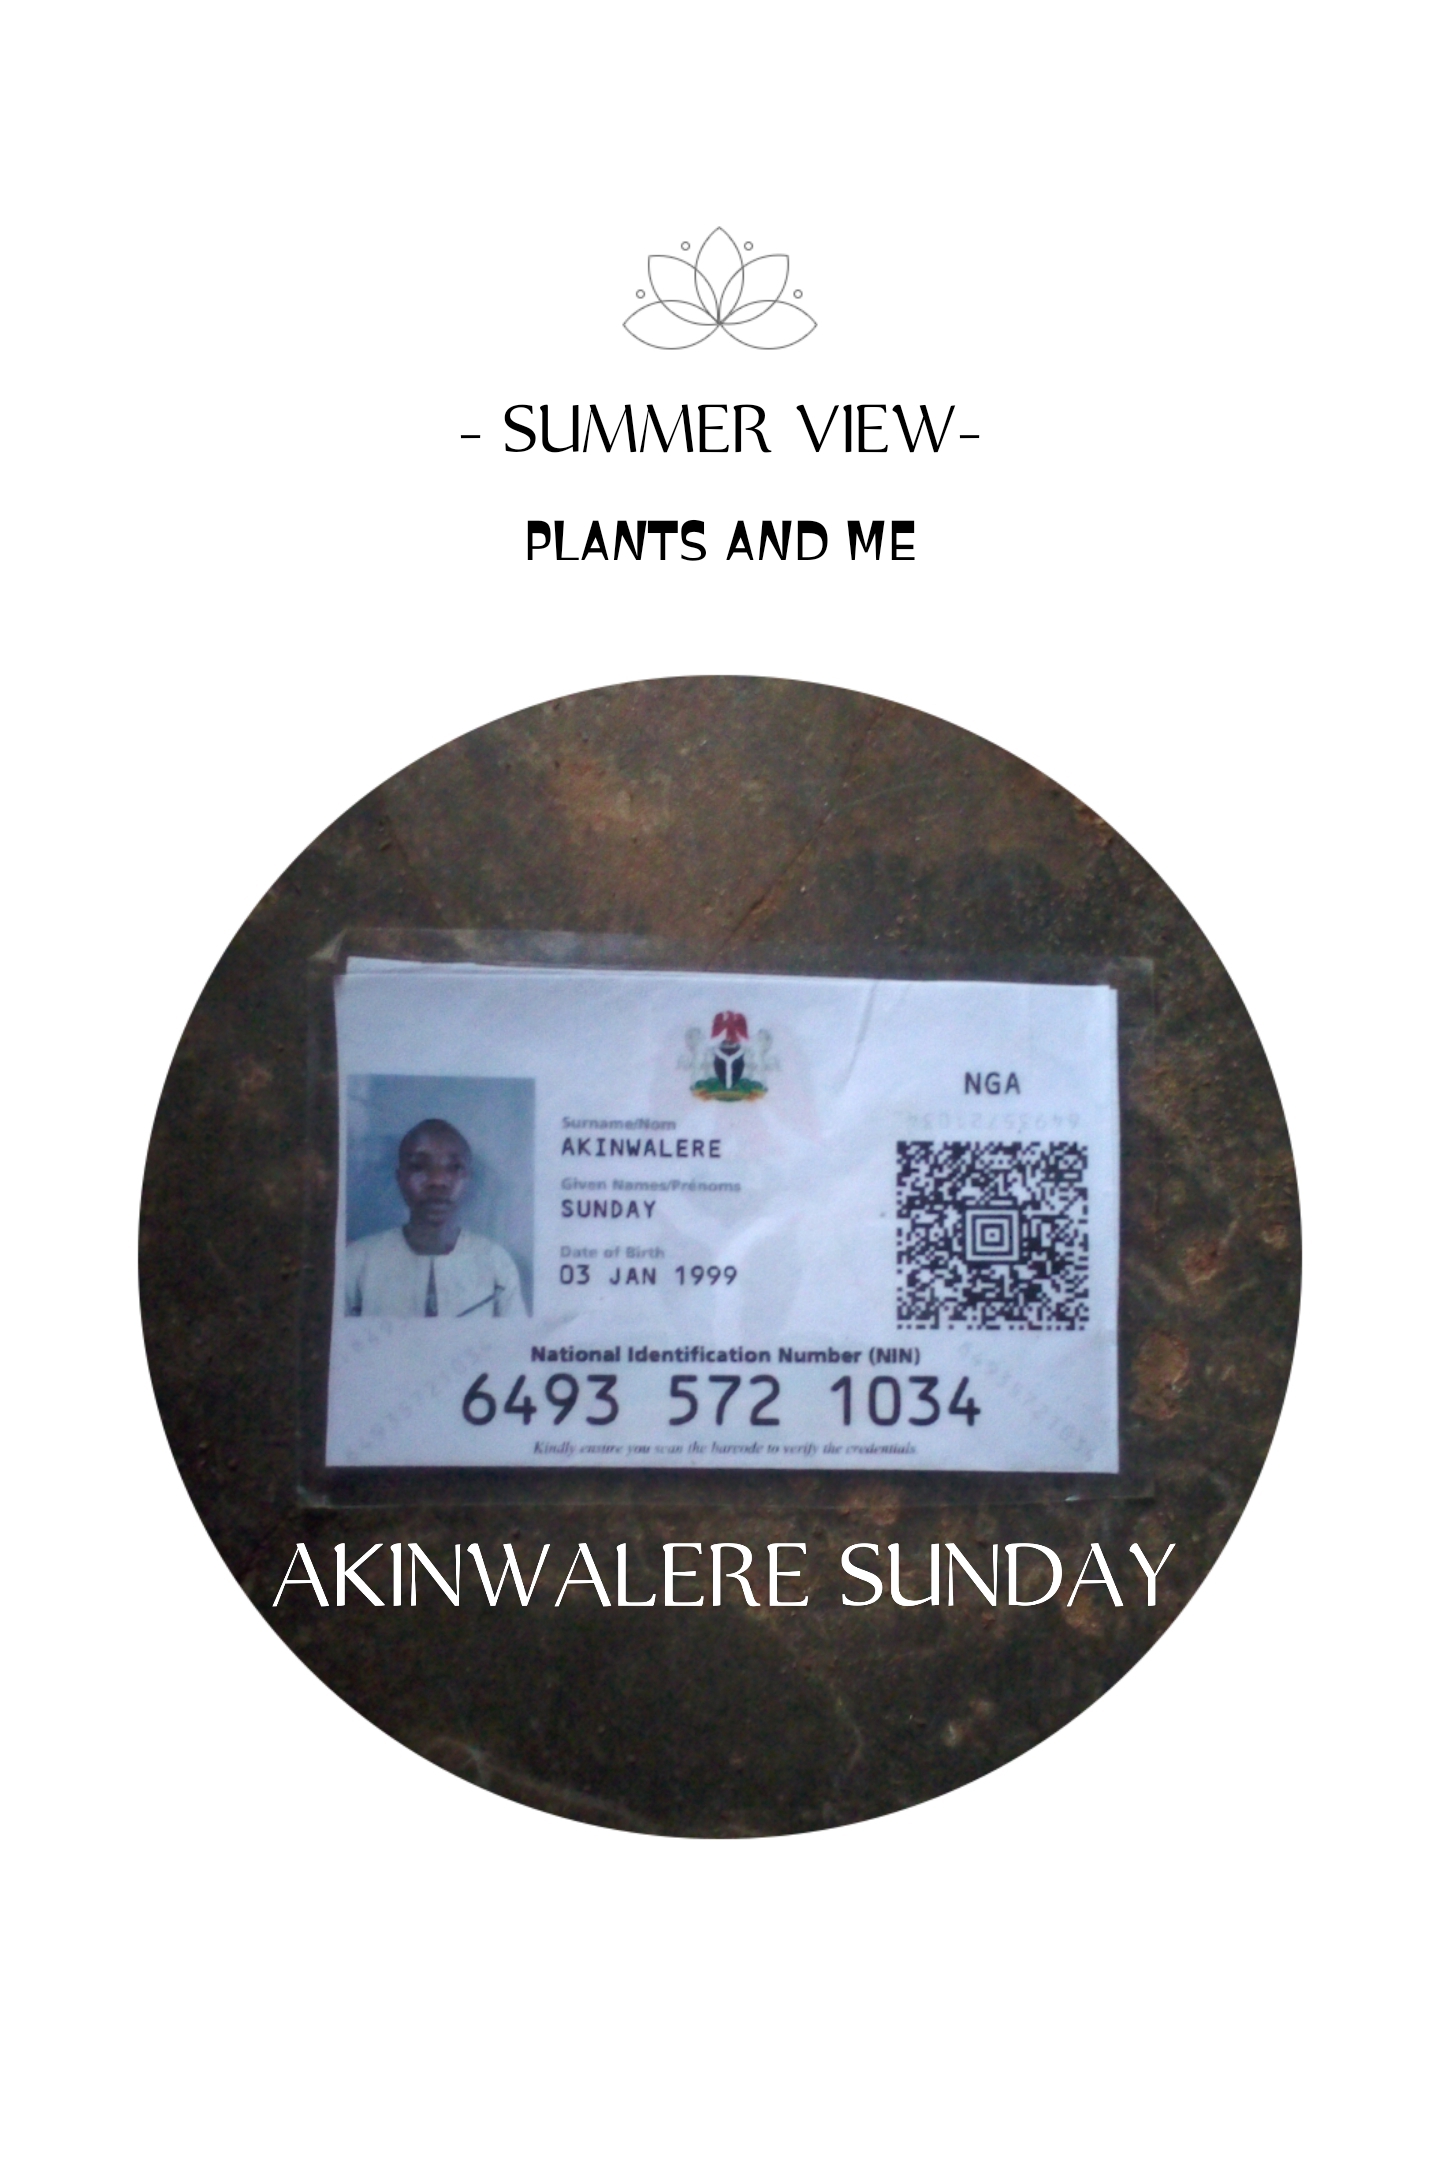 - SUMMER VIEW-
PLANTS AND ME
NGA
Surname/Nom
AKINWALERE
Given Names/Prénoms
SUNDAY
Date of Birth
03 JAN 1999
National Identification Number (NIN)
6493 572 1034
Kindly ensure you scan the barcode to verify the credentials
AKINWALERE SUNDAY